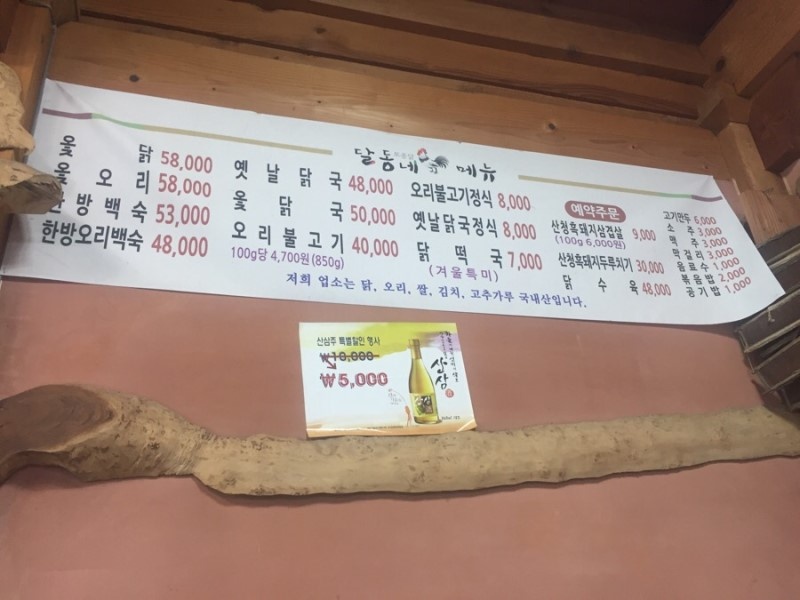 달동네 메뉴
옻 닭 58,000
옻 오리 58,000
한방백숙 53,000
한방오리백숙 48,000
옛날닭국 48,000
옻닭국 50,000
오리불고기 40,000
100g당 4,700원(850g)
오리불고기정식 8,000
옛날닭국정식 8,000
닭떡국 7,000
(겨울특미)
예약주문
산청흑돼지삼겹살 9,000
(100g 6,000원)
산청흑돼지두루치기 30,000
닭수육 48,000
고기만두 6,000
소주 3,000
맥주 3,000
막걸리 3,000
음료수 1,000
볶음밥 2,000
공기밥 1,000
저희 업소는 닭, 오리, 쌀, 김치, 고추가루 국내산입니다.
산삼주 특별할인 행사
₩10,000
₩5,000
산삼